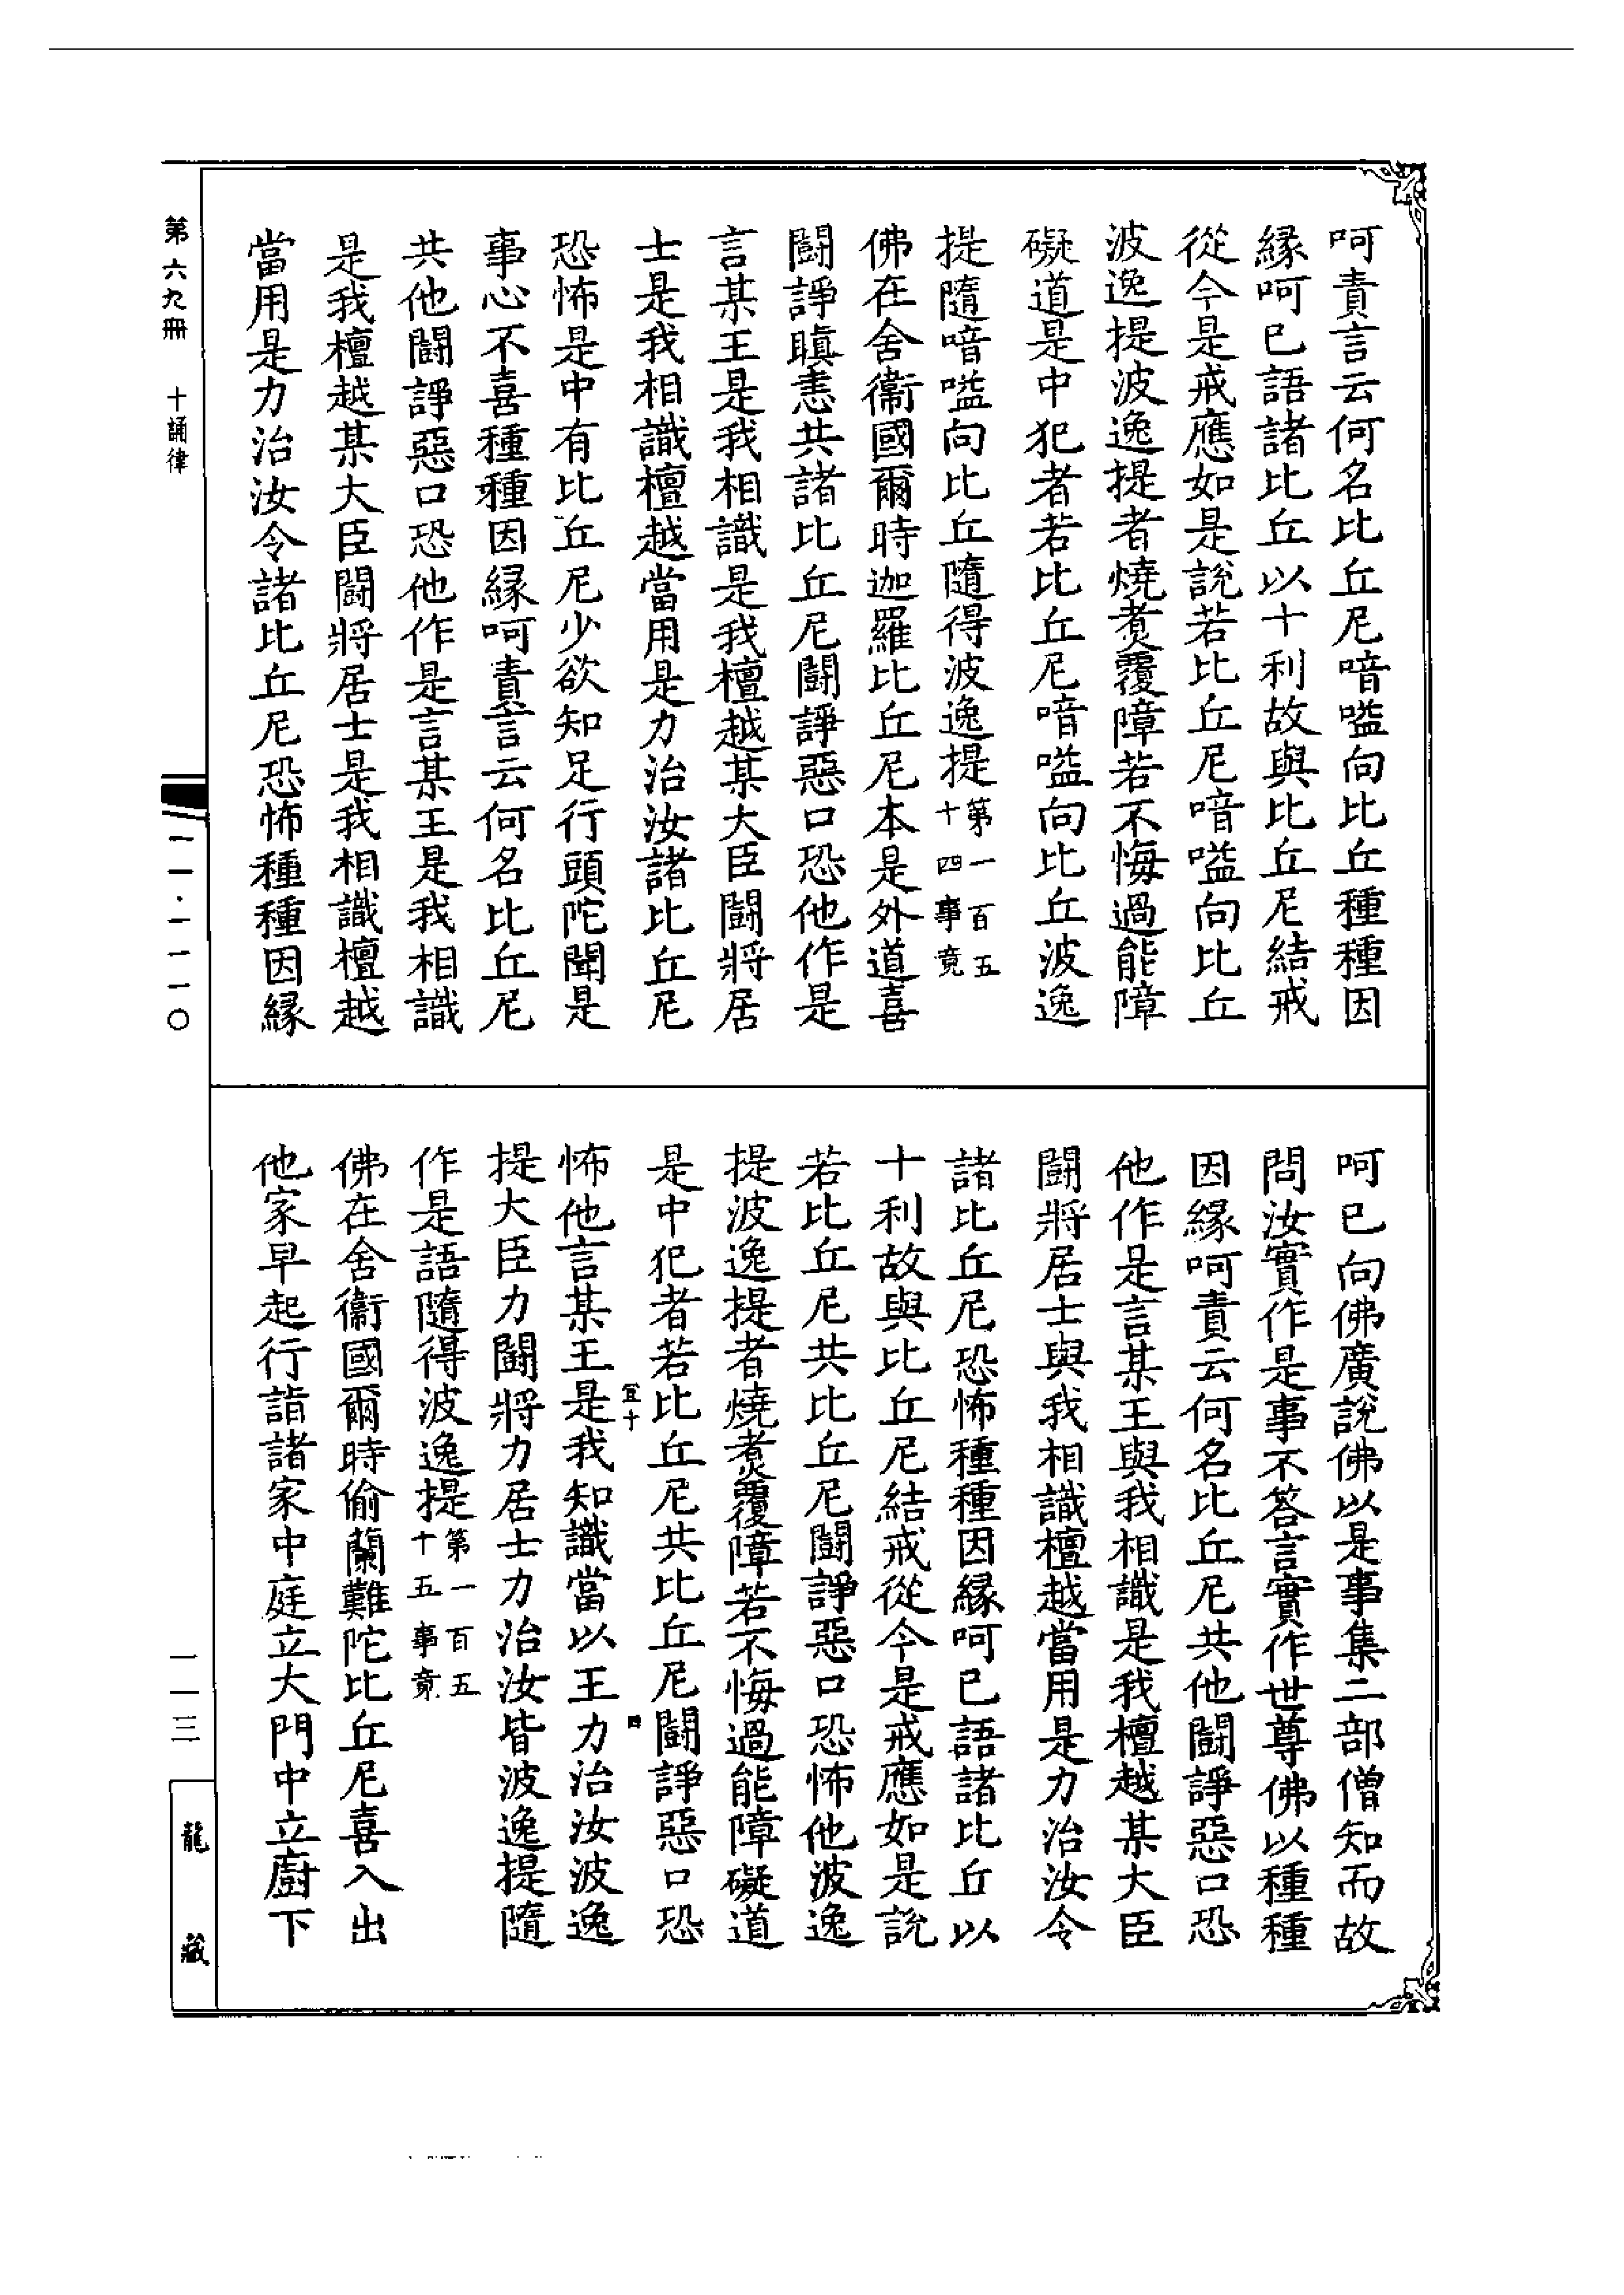 呵責言云何名比丘尼喑嗌向比丘種種因
緣呵已語諸比丘以十利故與比丘尼結戒
從今是戒應如是說若比丘尼喑嗌向比丘
波逸提波逸提者燒煮覆障若不悔過能障
礙道是中犯者若比丘尼喑嗌向比丘波逸
提隨喑嗌向比丘隨得波逸提第一百五十四事竟
佛在舍衞國爾時迦羅比丘尼本是外道喜
鬪諍瞋恚共諸比丘尼鬪諍惡口恐他作是
言某王是我相識是我檀越某大臣鬪將居
士是我相識檀越當用是力治汝諸比丘尼
恐怖是中有比丘尼少欲知足行頭陀聞是
事心不喜種種因緣呵責言云何名比丘尼
共他鬪諍惡口恐他作是言某王是我相識
是我檀越某大臣鬪將居士是我相識檀越
當用是力治汝令諸比丘尼恐怖種種因緣
呵已向佛廣說佛以是事集二部僧知而故
問汝實作是事不答言實作世尊佛以種種
因緣呵責云何名比丘尼共他鬪諍惡口恐
他作是言某王與我相識是我檀越某大臣
鬪將居士與我相識檀越當用是力治汝令
諸比丘尼恐怖種種因緣呵已語諸比丘以
十利故與比丘尼結戒從今是戒應如是說
若比丘尼共比丘尼鬪諍惡口恐怖他波逸
提波逸提者燒煮覆障若不悔過能障礙道
是中犯者若比丘尼共比丘尼鬪諍惡口恐
怖他言某王是我知識當以王力治汝波逸
提大臣力鬪將力居士力治汝皆波逸提隨
作是語隨得波逸提第一百五十五事竟
佛在舍衞國爾時偷蘭難陀比丘尼喜入出
他家早起行詣諸家中庭立大門中立廚下
第六九冊 十誦律
一一·一一一〇
一一三
龍藏